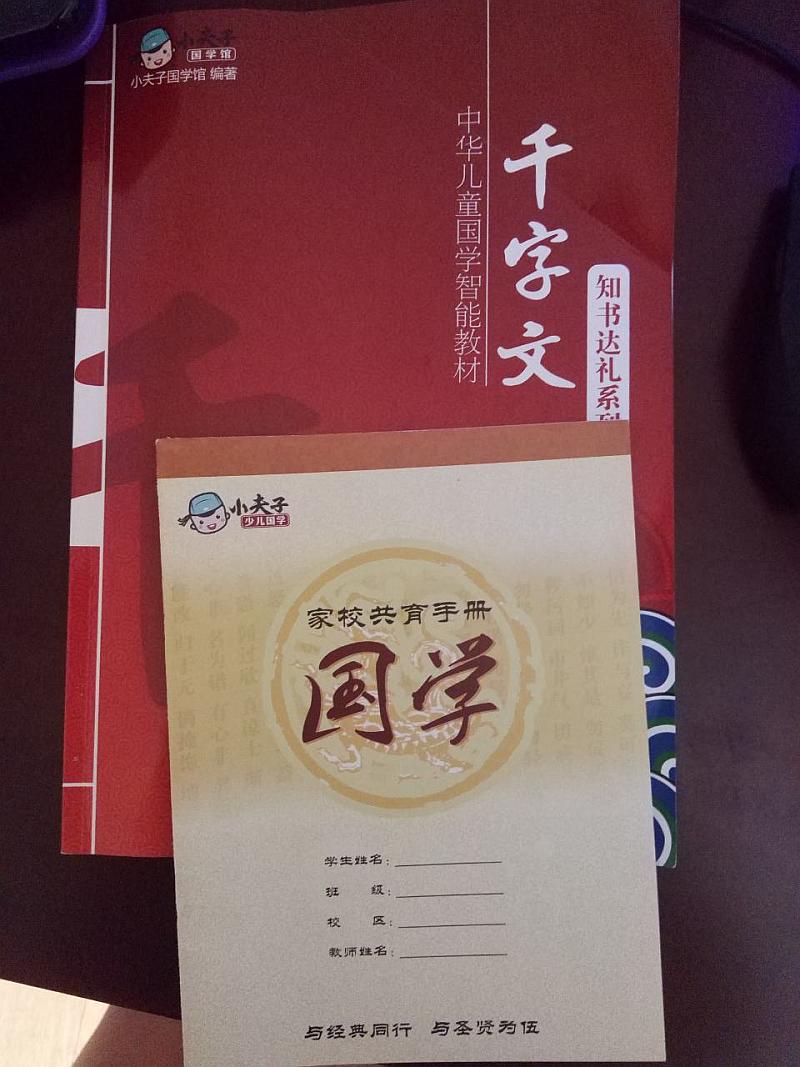 小夫子
国学馆
小夫子国学馆 编著
千字文
中华儿童国学智能教材
知书达礼系列
小夫子
少儿国学
家校共育手册
国学
学生姓名：
班 级：
校 区：
教师姓名：
与经典同行 与圣贤为伍